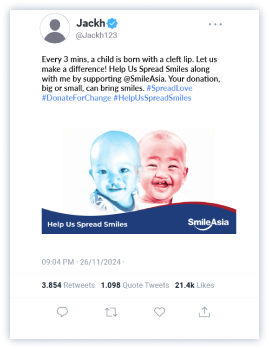 Jackh
@Jackh123
Every 3 mins, a child is born with a cleft lip. Let us
make a difference! Help Us Spread Smiles along
with me by supporting @SmileAsia. Your donation,
big or small, can bring smiles. #SpreadLove
#DonateForChange #HelpUsSpreadSmiles
Help Us Spread Smiles
SmileAsia
09:04 PM · 26/11/2024 ·
3.854 Retweets 1.098 Quote Tweets 21.4k Likes